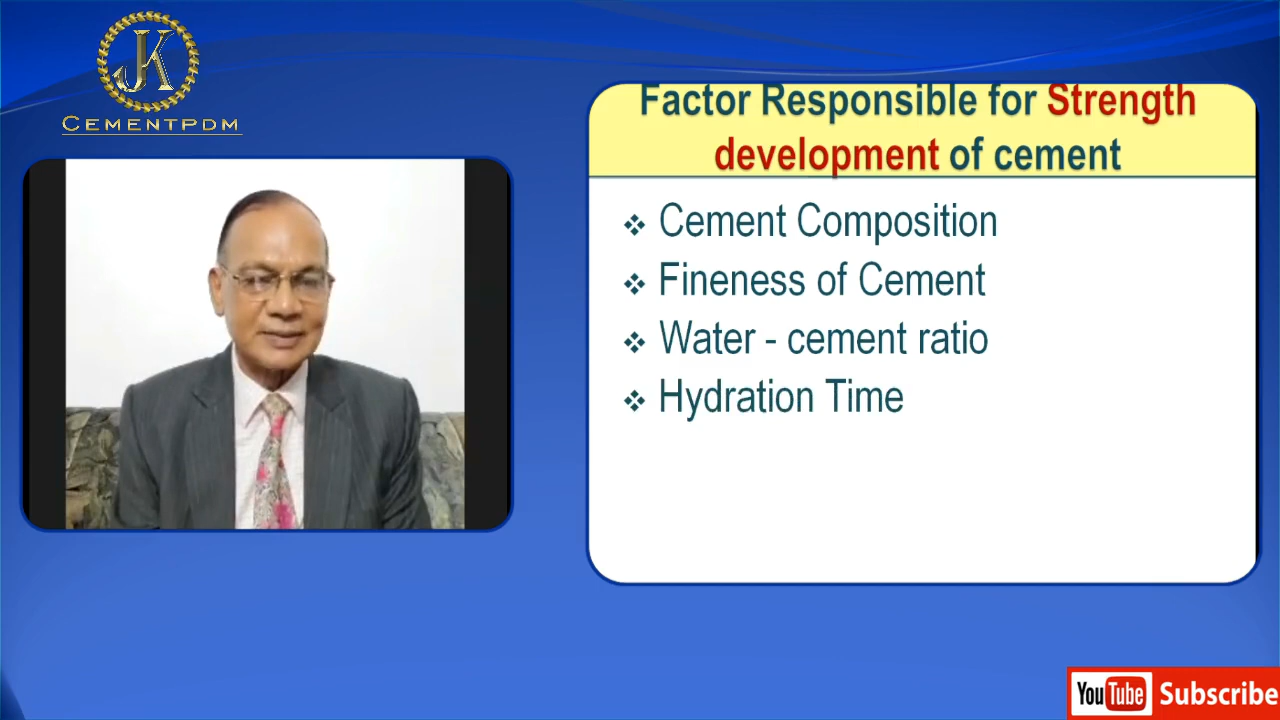 JK
CEMENTPDM
Factor Responsible for Strength
development of cement
❖ Cement Composition
❖ Fineness of Cement
❖ Water - cement ratio
❖ Hydration Time
YouTube Subscribe